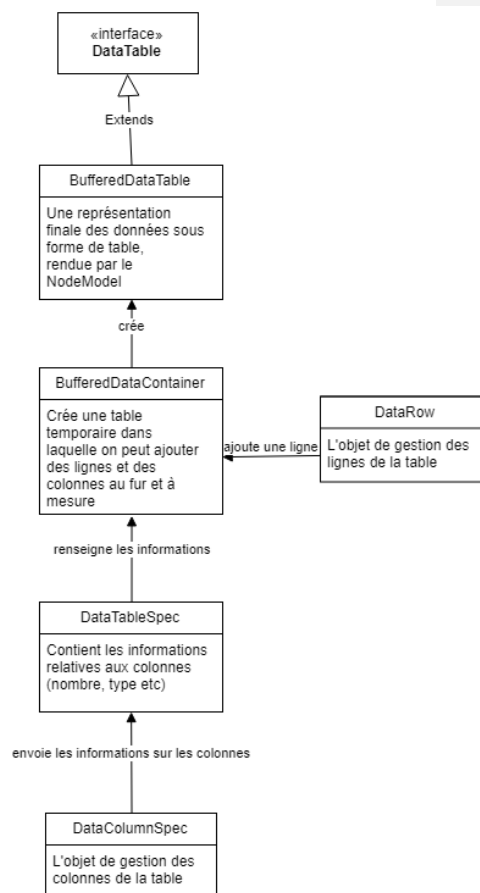 «interface»
DataTable
Extends
BufferedDataTable
Une représentation
finale des données sous
forme de table,
rendue par le
NodeModel
crée
BufferedDataContainer
Crée une table
temporaire dans
laquelle on peut ajouter
des lignes et des
colonnes au fur et à
mesure
ajoute une ligne
DataRow
L'objet de gestion des
lignes de la table
renseigne les informations
DataTableSpec
Contient les informations
relatives aux colonnes
(nombre, type etc)
envoie les informations sur les colonnes
DataColumnSpec
L'objet de gestion des
colonnes de la table